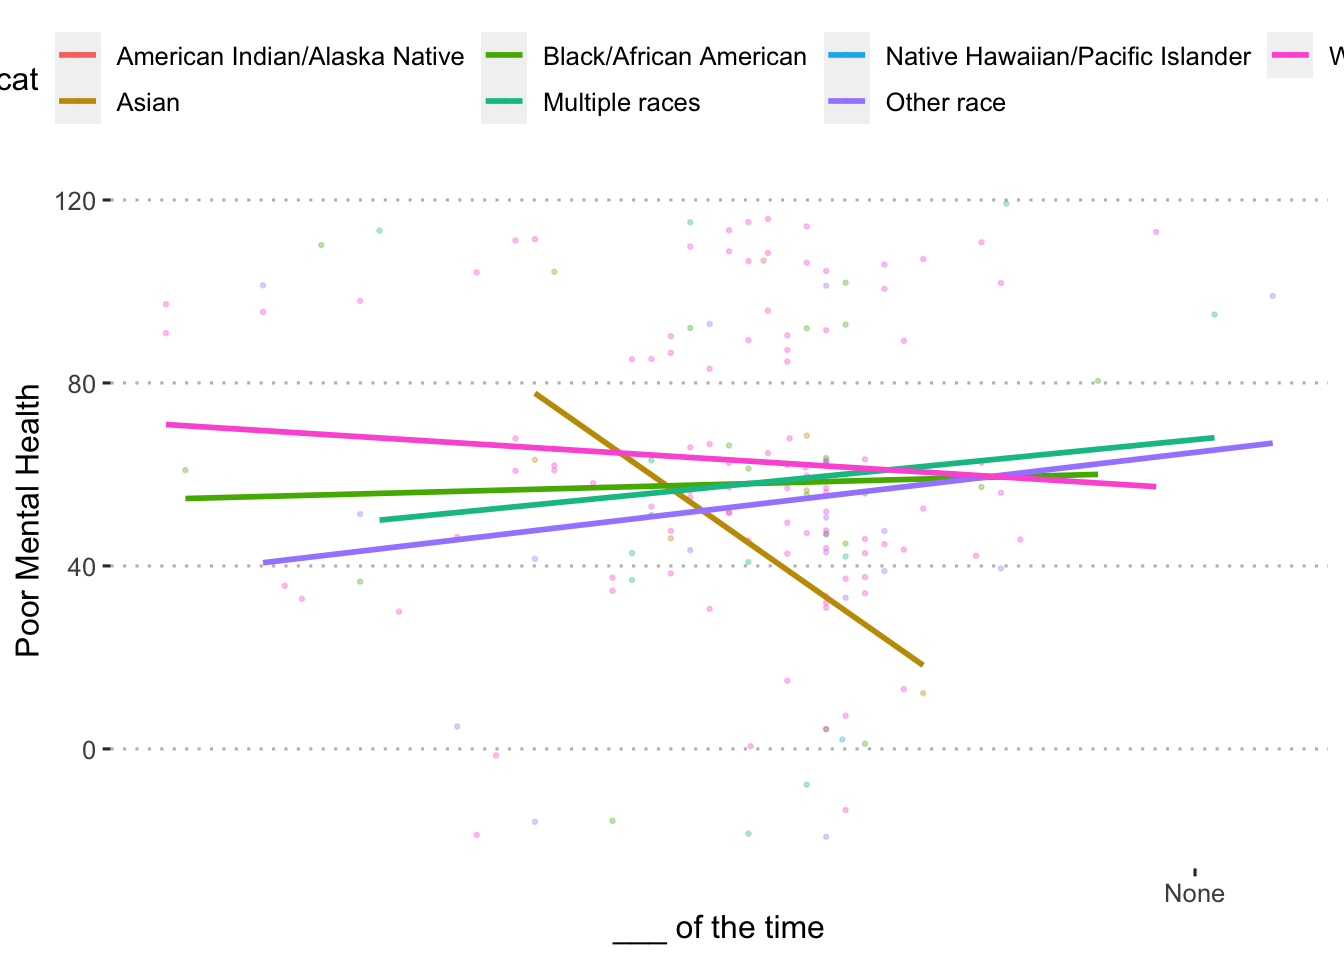 cat
American Indian/Alaska Native
Black/African American
Native Hawaiian/Pacific Islander
Asian
Multiple races
Other race
120
80
40
0
Poor Mental Health
None
___ of the time